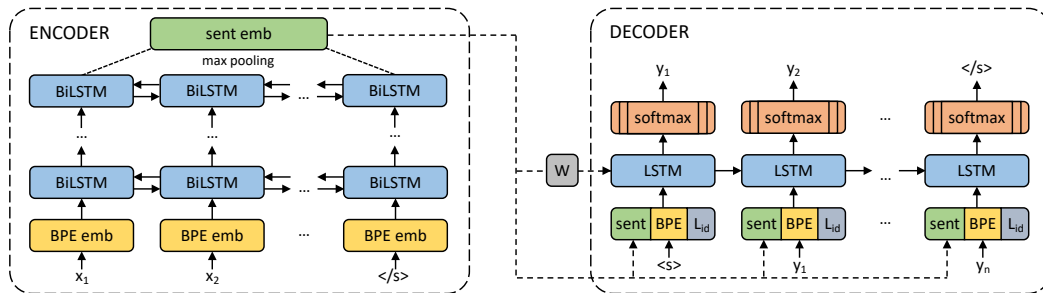 ENCODER
sent emb
max pooling
BiLSTM BiLSTM ... BiLSTM
... ... ...
BiLSTM BiLSTM ... BiLSTM
BPE emb BPE emb ... BPE emb
x1 x2 </s>
W
DECODER
y1 y2 </s>
softmax softmax ... softmax
LSTM LSTM ... LSTM
sent BPE Lid sent BPE Lid ... sent BPE Lid
<s> y1 yn